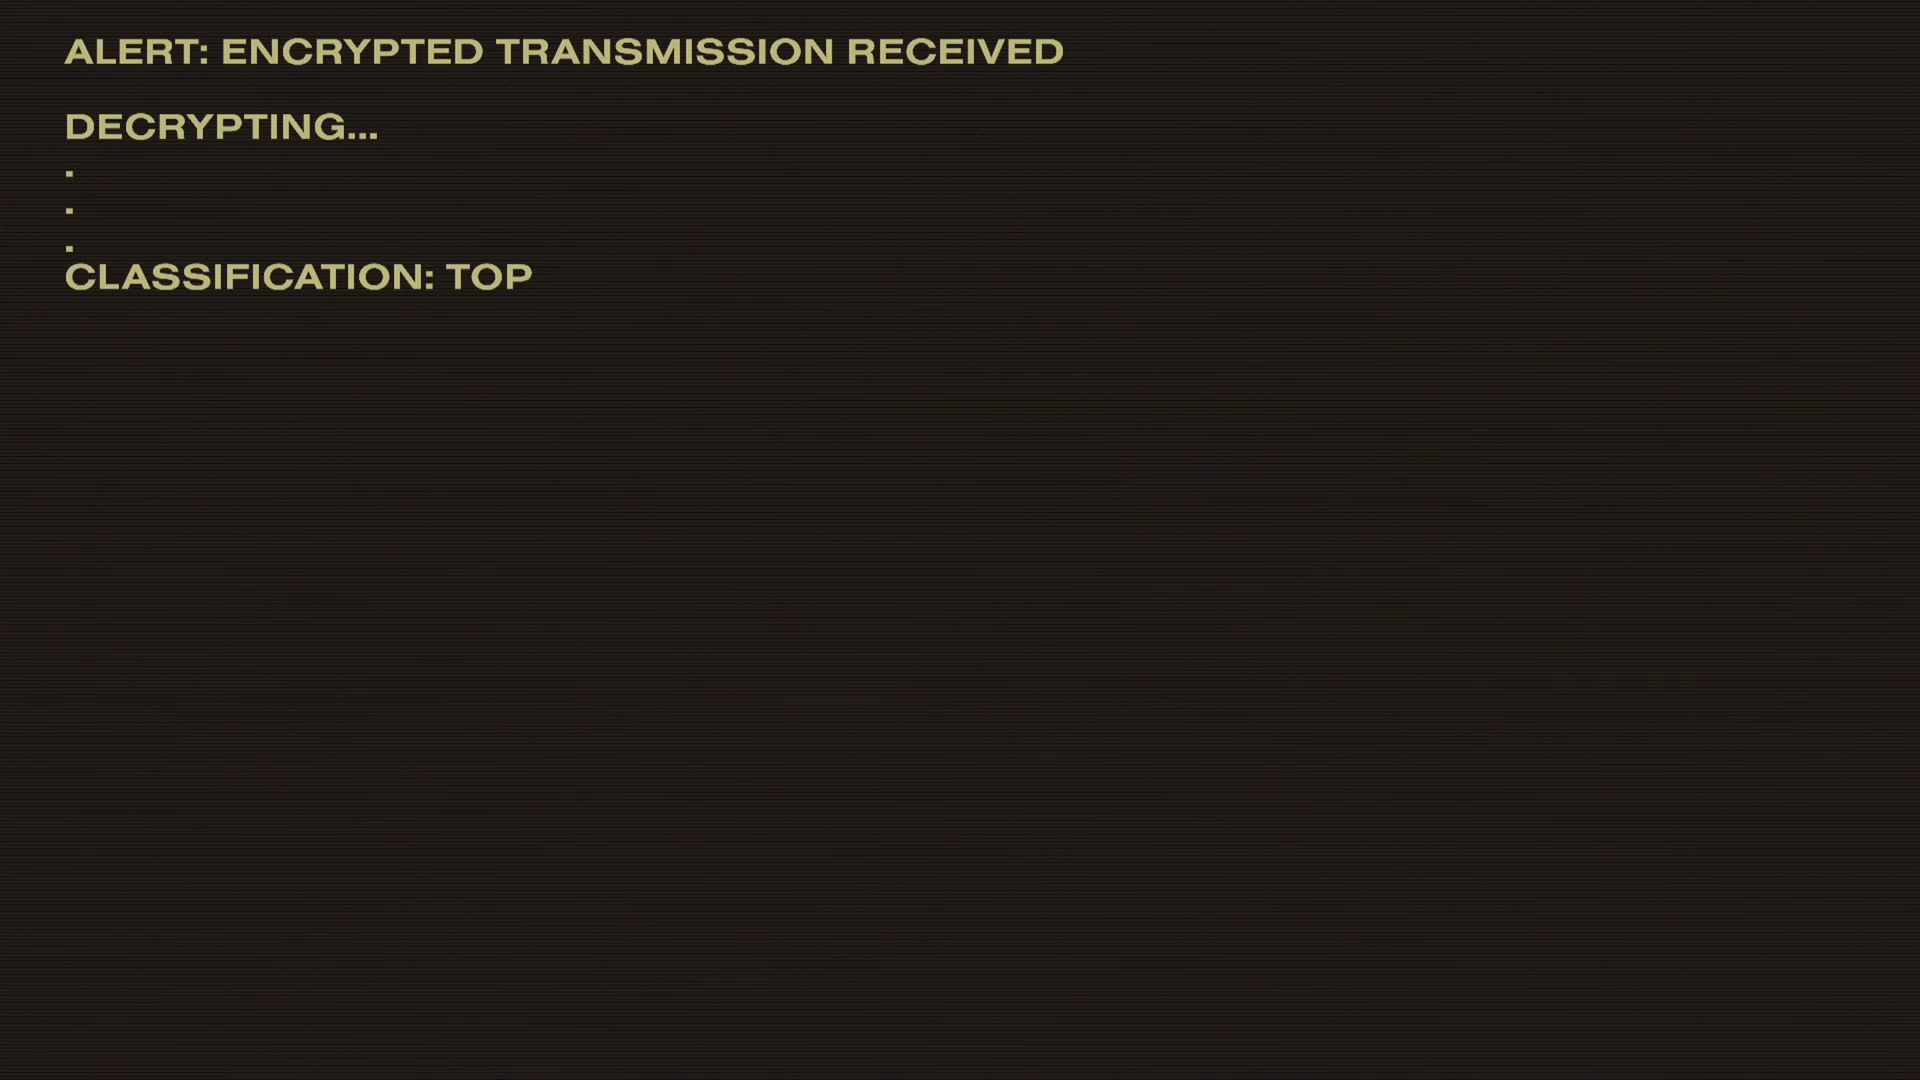 ALERT: ENCRYPTED TRANSMISSION RECEIVED
DECRYPTING...
.
.
.
CLASSIFICATION: TOP